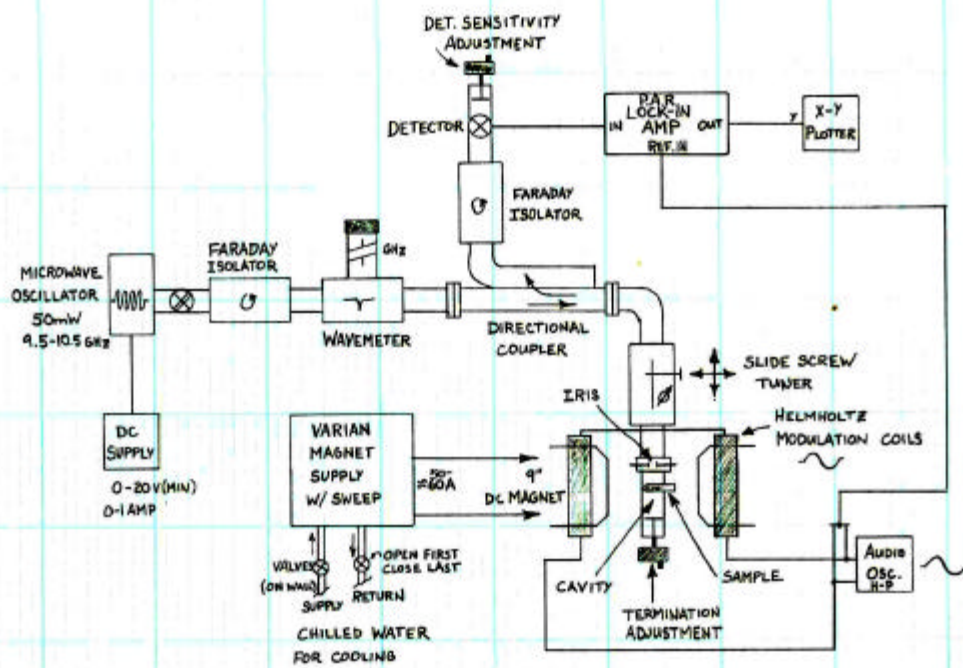 DET. SENSITIVITY
ADJUSTMENT
DETECTOR
IN
P.A.R.
LOCK-IN
AMP
OUT
REF. IN
Y
X-Y
PLOTTER
FARADAY
ISOLATOR
FARADAY
ISOLATOR
GHZ
MICROWAVE
OSCILLATOR
50mW
9.5-10.5 GHz
WAVEMETER
DIRECTIONAL
COUPLER
SLIDE SCREW
TUNER
IRIS
HELMHOLTZ
MODULATION COILS
DC
SUPPLY
0-20V(MIN)
0-1 AMP
VARIAN
MAGNET
SUPPLY
W/ SWEEP
50-
≠60A
9"
DC MAGNET
VALVES
(ON WALL)
SUPPLY
RETURN
OPEN FIRST
CLOSE LAST
CHILLED WATER
FOR COOLING
CAVITY
SAMPLE
TERMINATION
ADJUSTMENT
AUDIO
OSC.
H-P